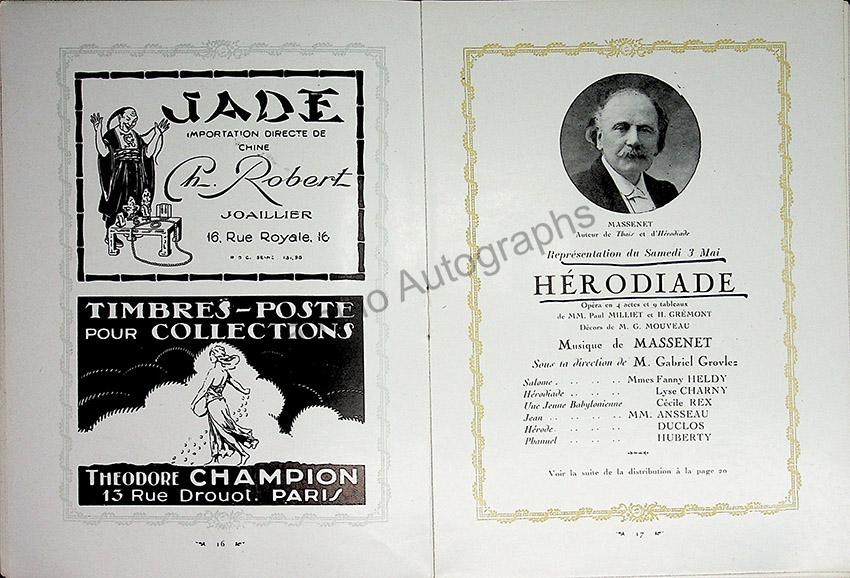 JADE
IMPORTATION DIRECTE DE
CHINE
Ch. Robert
JOAILLIER
16, Rue Royale, 16
TIMBRES-POSTE
POUR COLLECTIONS
THEODORE CHAMPION
13 Rue Drouot. PARIS
16
MASSENET
Auteur de Thaïs et d'Hérodiade
Représentation du Samedi 3 Mai
HÉRODIADE
Opéra en 4 actes et 9 tableaux
de MM. Paul MILLIET et H. GRÉMONT
Décors de M. G. MOUVEAU
Musique de MASSENET
Sous la direction de M. Gabriel Grovlez
Salome . .. .. .. Mmes Fanny HELDY
Hérodiade .. .. .. .. Lyse CHARNY
Une Jeune Babylonienne Cécile REX
Jean .. .. .. .. MM. ANSSEAU
Hérode .. .. .. .. DUCLOS
Phanuel .. .. .. .. HUBERTY
Voir la suite de la distribution à la page 20
17
Autographs